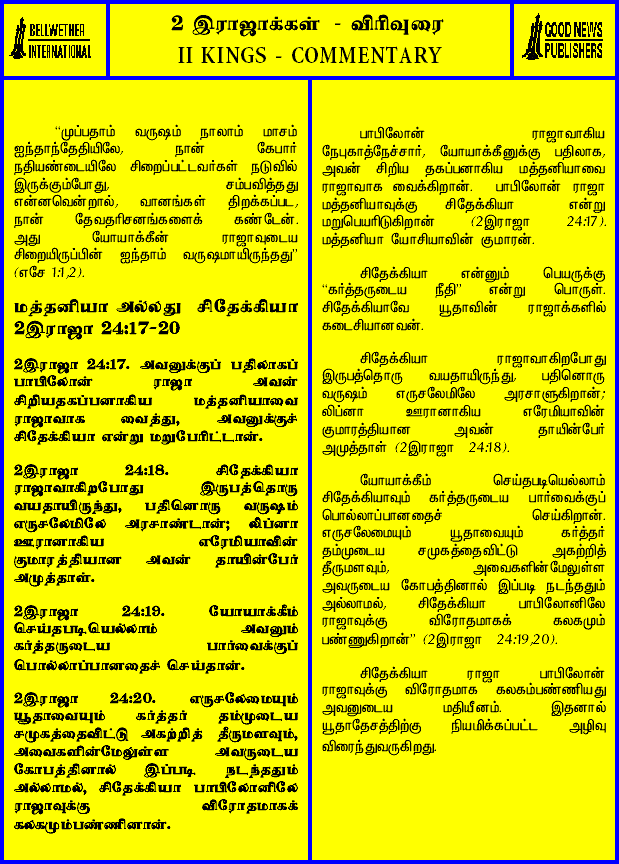 BELLWETHER
INTERNATIONAL
2 இராஜாக்கள் - விரிவுரை
II KINGS - COMMENTARY
GOOD NEWS
PUBLISHERS
“முப்பதாம் வருஷம் நாலாம் மாசம்
ஐந்தாந்தேதியிலே, நான் கேபார்
நதியண்டையிலே சிறைப்பட்டவர்கள் நடுவில்
இருக்கும்போது, சம்பவித்தது
என்னவென்றால், வானங்கள் திறக்கப்பட,
நான் தேவதரிசனங்களைக் கண்டேன்.
அது யோயாக்கீன் ராஜாவுடைய
சிறையிருப்பின் ஐந்தாம் வருஷமாயிருந்தது”
(எசே 1:1,2).
மத்தனியா அல்லது சிதேக்கியா
2இராஜா 24:17-20
2இராஜா 24:17. அவனுக்குப் பதிலாகப்
பாபிலோன் ராஜா அவன்
சிறியதகப்பனாகிய மத்தனியாவை
ராஜாவாக வைத்து, அவனுக்குச்
சிதேக்கியா என்று மறுபேரிட்டான்.
2இராஜா 24:18. சிதேக்கியா
ராஜாவாகிறபோது இருபத்தொரு
வயதாயிருந்து, பதினொரு வருஷம்
எருசலேமிலே அரசாண்டான்; லிப்னா
ஊரானாகிய எரேமியாவின்
குமாரத்தியான அவன் தாயின்பேர்
அமுத்தாள்.
2இராஜா 24:19. யோயாக்கீம்
செய்தபடியெல்லாம் அவனும்
கர்த்தருடைய பார்வைக்குப்
பொல்லாப்பானதைச் செய்தான்.
2இராஜா 24:20. எருசலேமையும்
யூதாவையும் கர்த்தர் தம்முடைய
சமுகத்தைவிட்டு அகற்றித் தீருமளவும்,
அவைகளின்மேலுள்ள அவருடைய
கோபத்தினால் இப்படி நடந்ததும்
அல்லாமல், சிதேக்கியா பாபிலோனிலே
ராஜாவுக்கு விரோதமாகக்
கலகமும்பண்ணினான்.
பாபிலோன் ராஜாவாகிய
நேபுகாத்நேச்சார், யோயாக்கீனுக்கு பதிலாக,
அவன் சிறிய தகப்பனாகிய மத்தனியாவை
ராஜாவாக வைக்கிறான். பாபிலோன் ராஜா
மத்தனியாவுக்கு சிதேக்கியா என்று
மறுபெயரிடுகிறான் (2இராஜா 24:17).
மத்தனியா யோசியாவின் குமாரன்.
சிதேக்கியா என்னும் பெயருக்கு
“கர்த்தருடைய நீதி” என்று பொருள்.
சிதேக்கியாவே யூதாவின் ராஜாக்களில்
கடைசியானவன்.
சிதேக்கியா ராஜாவாகிறபோது
இருபத்தொரு வயதாயிருந்து, பதினொரு
வருஷம் எருசலேமிலே அரசாளுகிறான்;
லிப்னா ஊரானாகிய எரேமியாவின்
குமாரத்தியான அவன் தாயின்பேர்
அமுத்தாள் (2இராஜா 24:18).
யோயாக்கீம் செய்தபடியெல்லாம்
சிதேக்கியாவும் கர்த்தருடைய பார்வைக்குப்
பொல்லாப்பானதைச் செய்கிறான்.
எருசலேமையும் யூதாவையும் கர்த்தர்
தம்முடைய சமுகத்தைவிட்டு அகற்றித்
தீருமளவும், அவைகளின்மேலுள்ள
அவருடைய கோபத்தினால் இப்படி நடந்ததும்
அல்லாமல், சிதேக்கியா பாபிலோனிலே
ராஜாவுக்கு விரோதமாகக் கலகமும்
பண்ணுகிறான்” (2இராஜா 24:19,20).
சிதேக்கியா ராஜா பாபிலோன்
ராஜாவுக்கு விரோதமாக கலகம்பண்ணியது
அவனுடைய மதியீனம். இதனால்
யூதாதேசத்திற்கு நியமிக்கப்பட்ட அழிவு
விரைந்துவருகிறது.